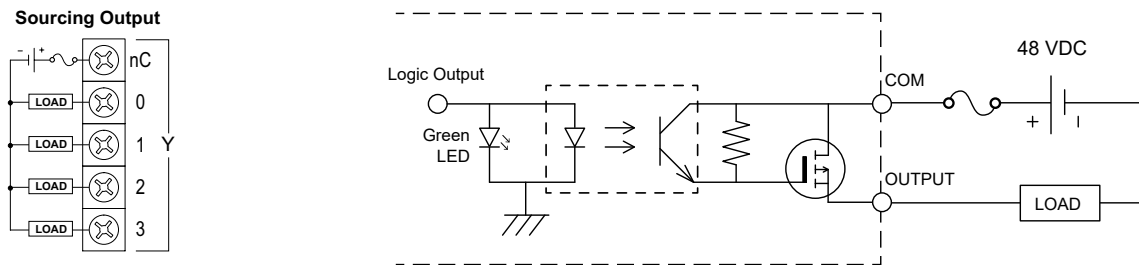 Sourcing Output
− +
nC
LOAD 0
LOAD 1
Y
LOAD 2
LOAD 3
48 VDC
Logic Output
COM
Green
LED
+ −
OUTPUT
LOAD